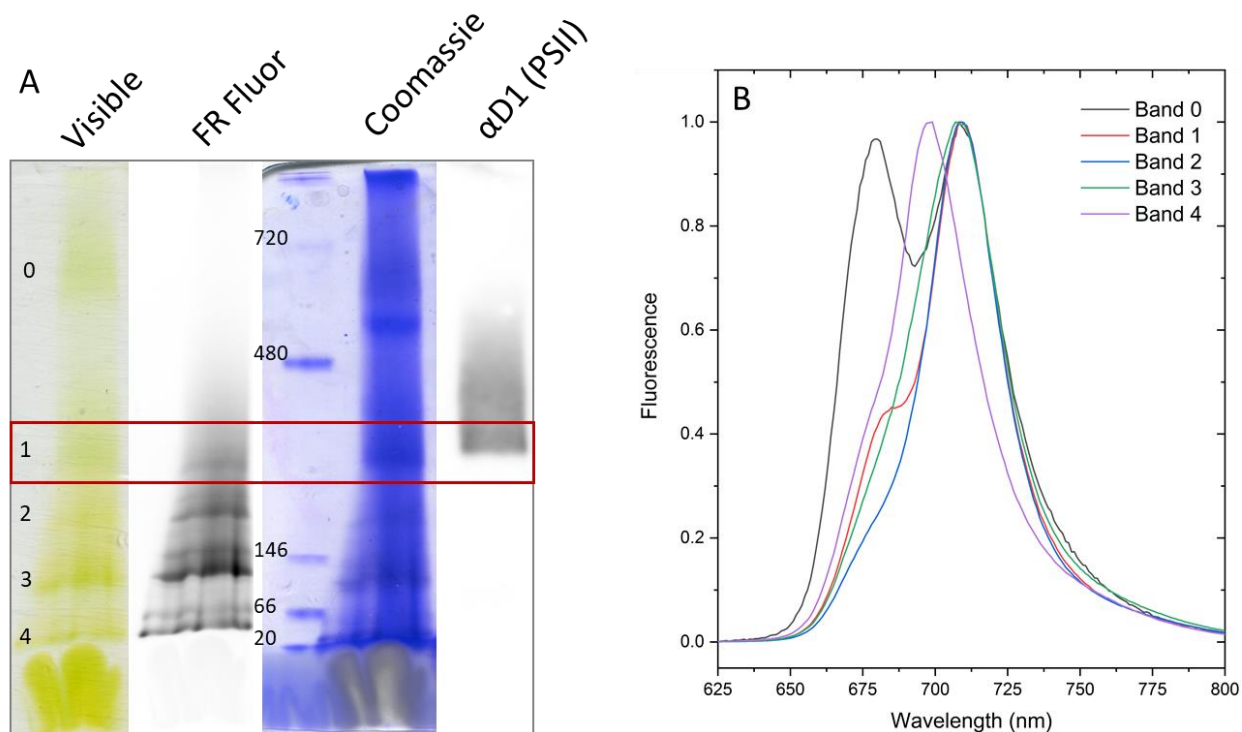 A
Visible
FR Fluor
Coomassie
αD1 (PSII)
0
1
2
3
4
720
480
146
66
20
B
Band 0
Band 1
Band 2
Band 3
Band 4
Fluorescence
1.0
0.8
0.6
0.4
0.2
0.0
625 650 675 700 725 750 775 800
Wavelength (nm)